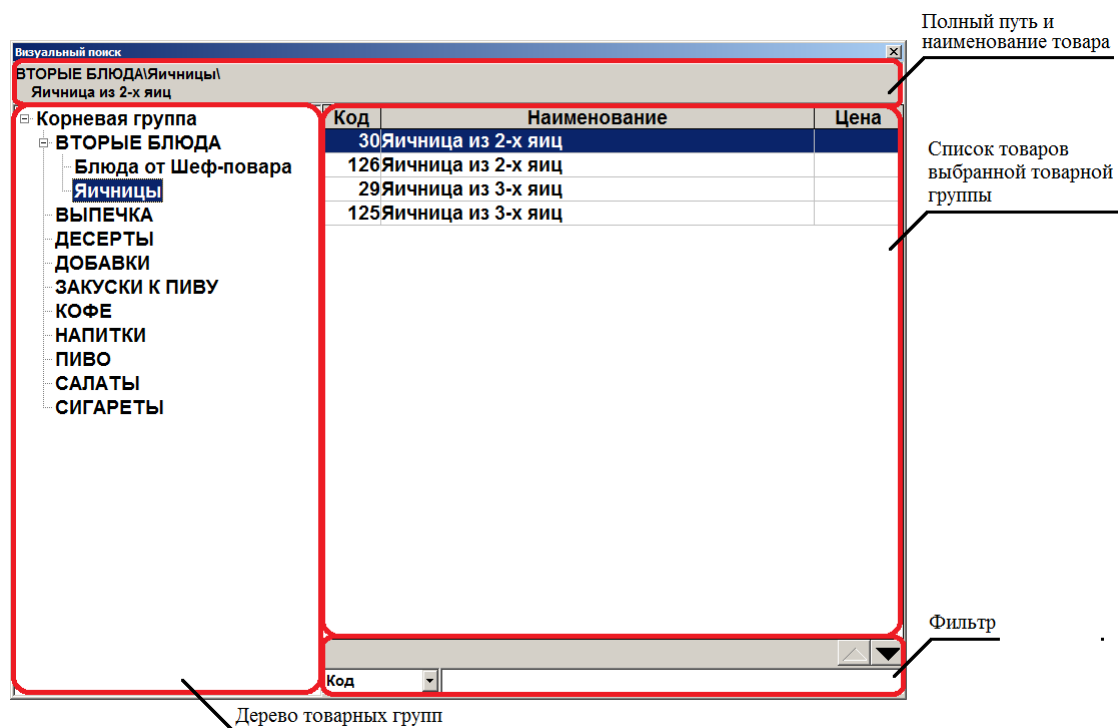 Полный путь и
наименование товара
Визуальный поиск
ВТОРЫЕ БЛЮДА\Яичницы\
Яичница из 2-х яиц
Корневая группа
ВТОРЫЕ БЛЮДА
Блюда от Шеф-повара
Яичницы
ВЫПЕЧКА
ДЕСЕРТЫ
ДОБАВКИ
ЗАКУСКИ К ПИВУ
КОФЕ
НАПИТКИ
ПИВО
САЛАТЫ
СИГАРЕТЫ
Код Наименование Цена
30 Яичница из 2-х яиц
126 Яичница из 2-х яиц
29 Яичница из 3-х яиц
125 Яичница из 3-х яиц
Список товаров
выбранной товарной
группы
Фильтр
Код
Дерево товарных групп